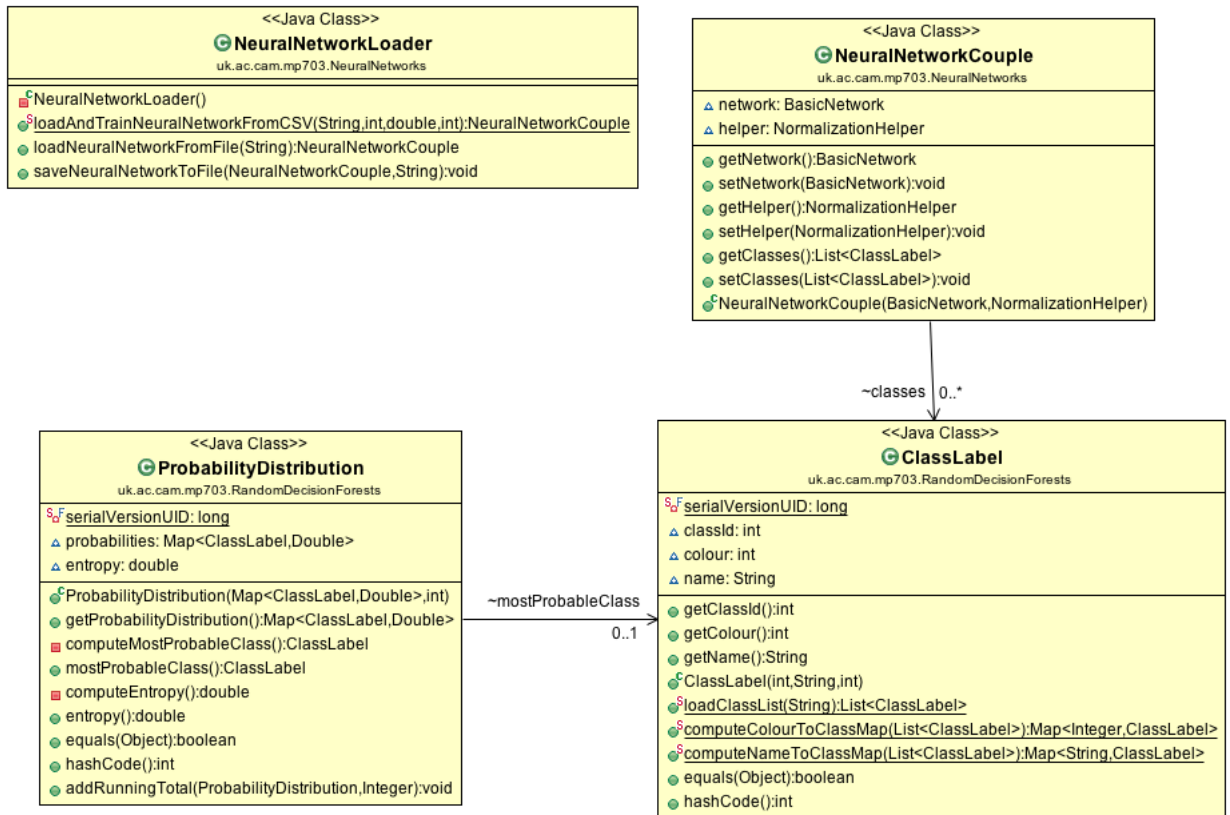 <<Java Class>>
NeuralNetworkLoader
uk.ac.cam.mp703.NeuralNetworks
NeuralNetworkLoader()
loadAndTrainNeuralNetworkFromCSV(String,int,double,int):NeuralNetworkCouple
loadNeuralNetworkFromFile(String):NeuralNetworkCouple
saveNeuralNetworkToFile(NeuralNetworkCouple,String):void
<<Java Class>>
NeuralNetworkCouple
uk.ac.cam.mp703.NeuralNetworks
network: BasicNetwork
helper: NormalizationHelper
getNetwork():BasicNetwork
setNetwork(BasicNetwork):void
getHelper():NormalizationHelper
setHelper(NormalizationHelper):void
getClasses():List<ClassLabel>
setClasses(List<ClassLabel>):void
NeuralNetworkCouple(BasicNetwork,NormalizationHelper)
~classes 0..*
<<Java Class>>
ProbabilityDistribution
uk.ac.cam.mp703.RandomDecisionForests
serialVersionUID: long
probabilities: Map<ClassLabel,Double>
entropy: double
ProbabilityDistribution(Map<ClassLabel,Double>,int)
getProbabilityDistribution():Map<ClassLabel,Double>
computeMostProbableClass():ClassLabel
mostProbableClass():ClassLabel
computeEntropy():double
entropy():double
equals(Object):boolean
hashCode():int
addRunningTotal(ProbabilityDistribution,Integer):void
~mostProbableClass
0..1
<<Java Class>>
ClassLabel
uk.ac.cam.mp703.RandomDecisionForests
serialVersionUID: long
classId: int
colour: int
name: String
getClassId():int
getColour():int
getName():String
ClassLabel(int,String,int)
loadClassList(String):List<ClassLabel>
computeColourToClassMap(List<ClassLabel>):Map<Integer,ClassLabel>
computeNameToClassMap(List<ClassLabel>):Map<String,ClassLabel>
equals(Object):boolean
hashCode():int